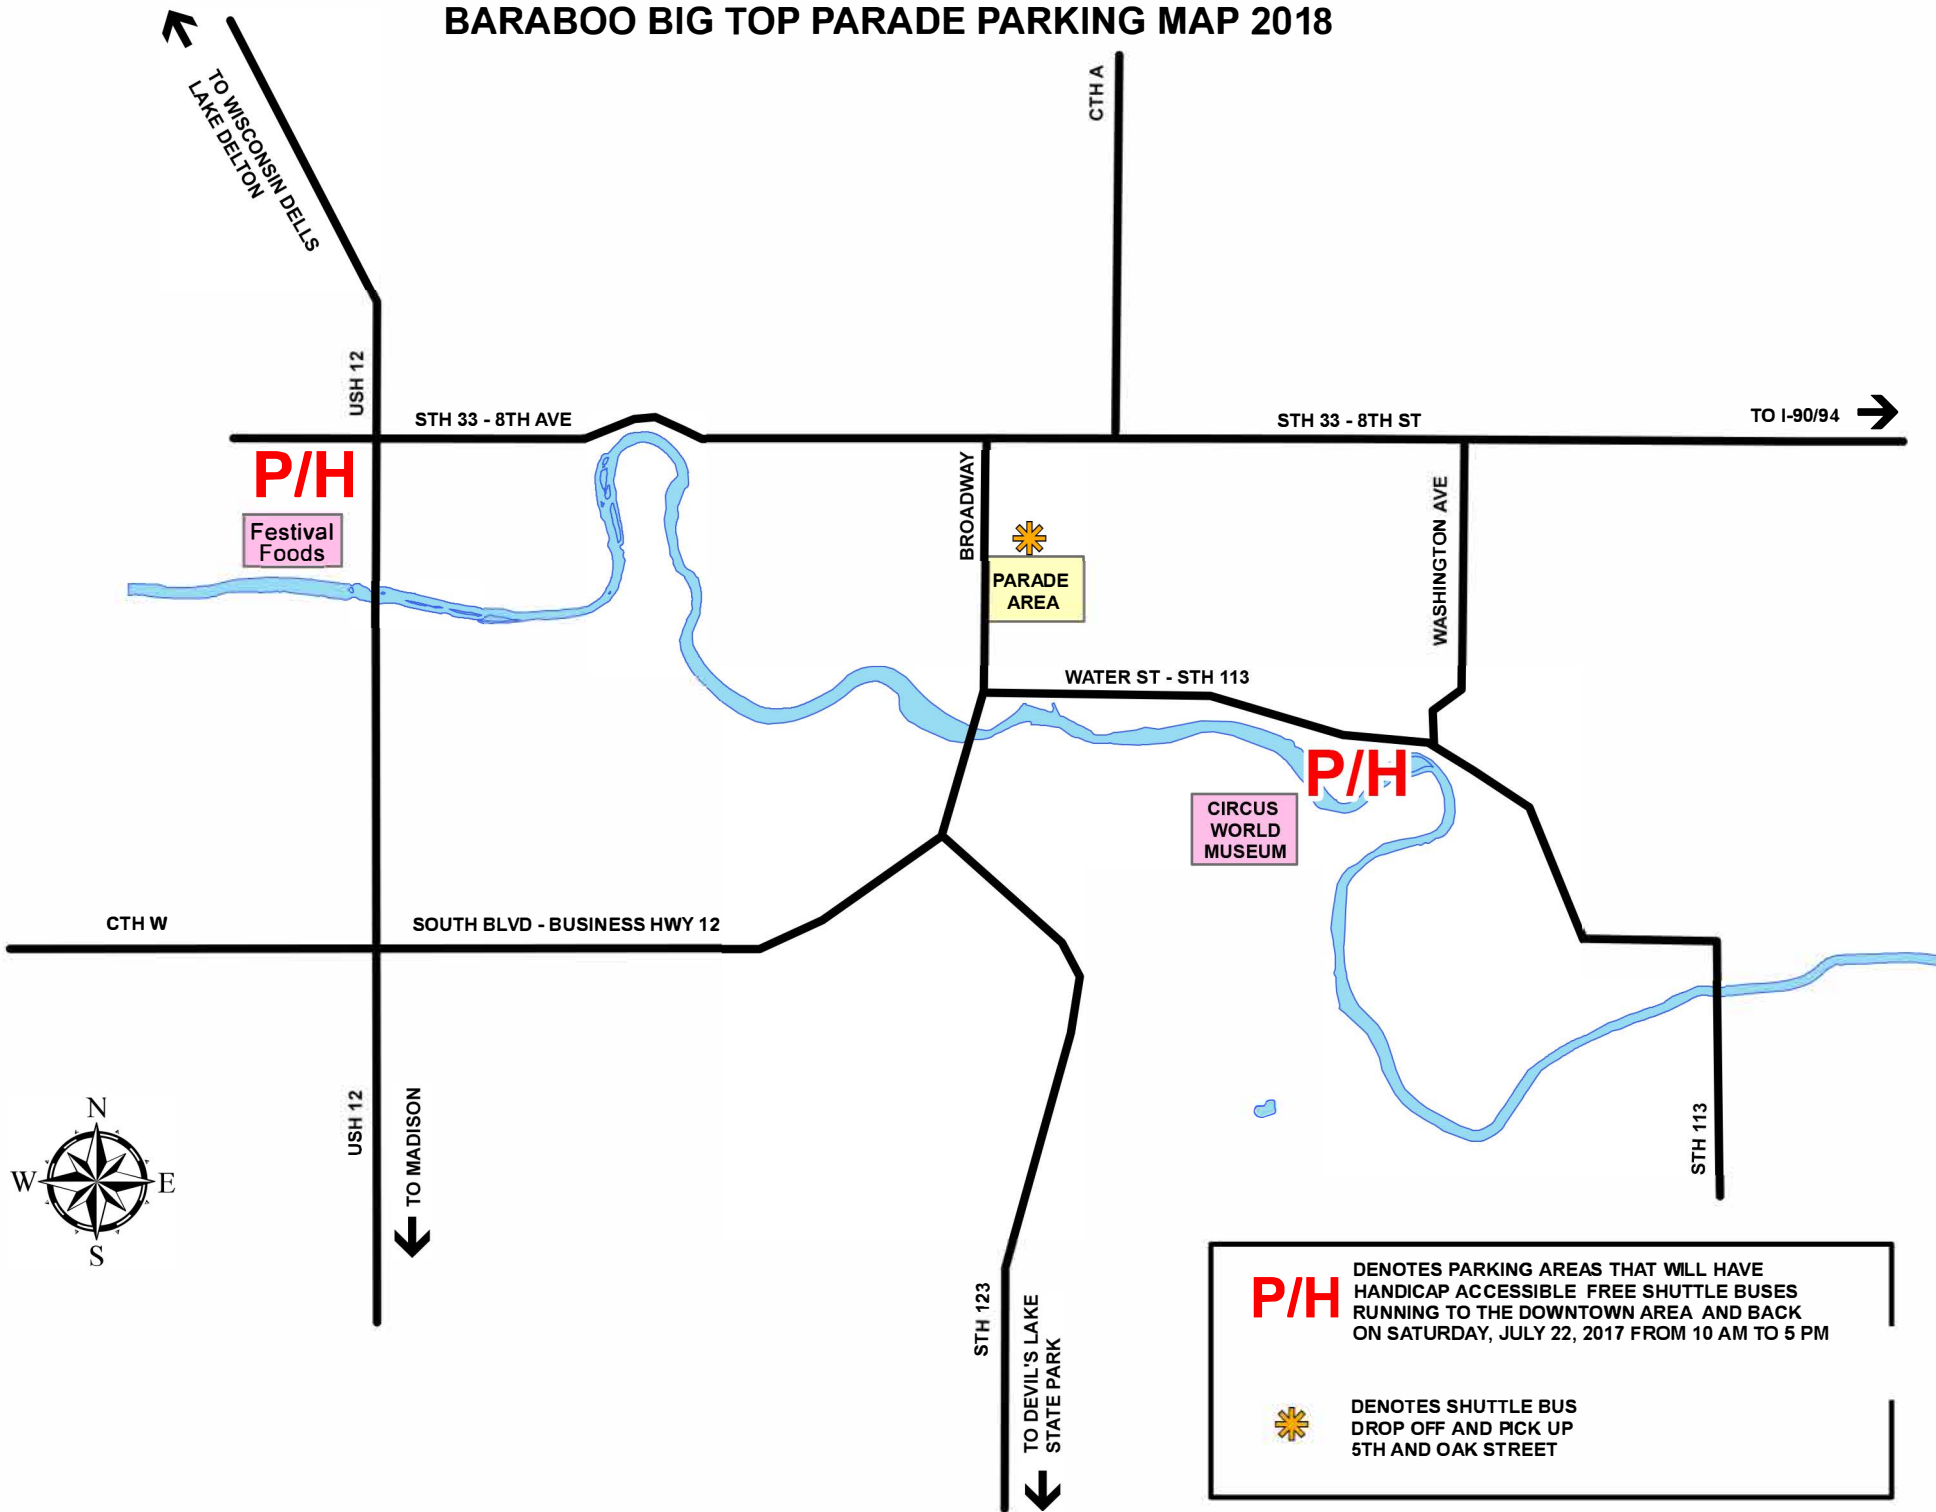 BARABOO BIG TOP PARADE PARKING MAP 2018
TO WISCONSIN DELLS
LAKE DELTON
CTH A
USH 12
STH 33 - 8TH AVE
STH 33 - 8TH ST
TO I-90/94
P/H
Festival
Foods
BROADWAY
PARADE
AREA
WASHINGTON AVE
WATER ST - STH 113
P/H
CIRCUS
WORLD
MUSEUM
CTH W
SOUTH BLVD - BUSINESS HWY 12
N
W
E
S
USH 12
TO MADISON
STH 123
TO DEVIL'S LAKE
STATE PARK
STH 113
P/H
DENOTES PARKING AREAS THAT WILL HAVE
HANDICAP ACCESSIBLE FREE SHUTTLE BUSES
RUNNING TO THE DOWNTOWN AREA AND BACK
ON SATURDAY, JULY 22, 2017 FROM 10 AM TO 5 PM
DENOTES SHUTTLE BUS
DROP OFF AND PICK UP
5TH AND OAK STREET